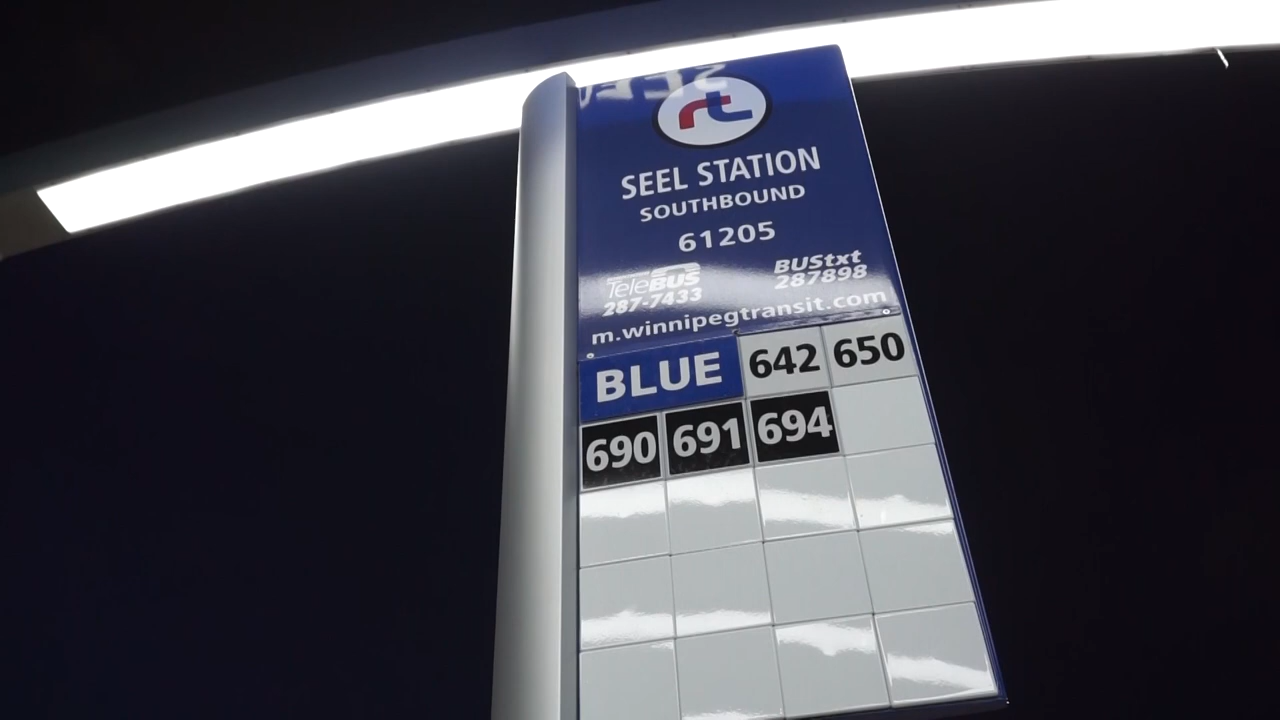 rt
SEEL STATION
SOUTHBOUND
61205
TeleBUS
287-7433
BUStxt
287898
m.winnipegtransit.com
BLUE 642 650
690 691 694